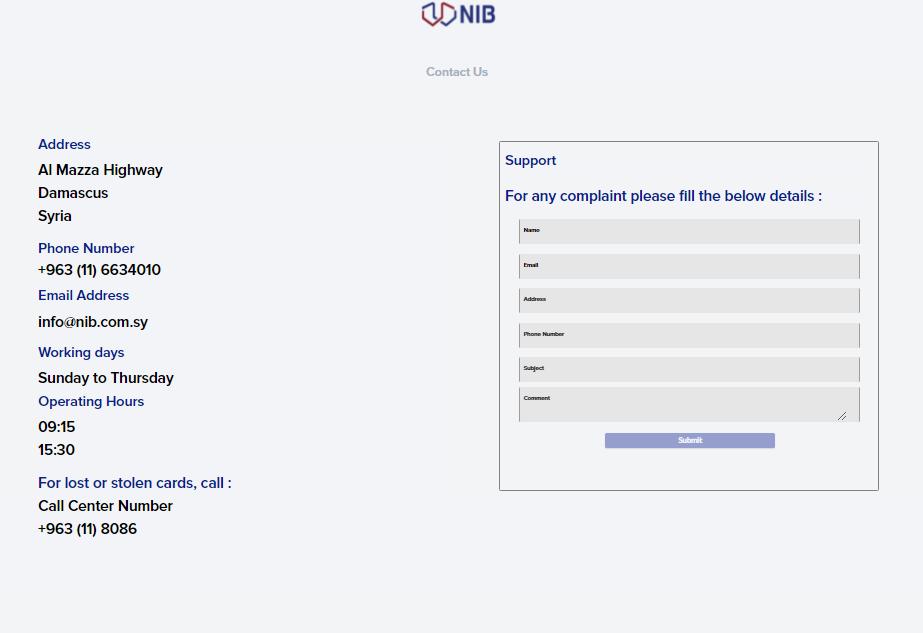 NIB
Contact Us
Address
Al Mazza Highway
Damascus
Syria
Phone Number
+963 (11) 6634010
Email Address
info@nib.com.sy
Working days
Sunday to Thursday
Operating Hours
09:15
15:30
For lost or stolen cards, call :
Call Center Number
+963 (11) 8086
Support
For any complaint please fill the below details :
Name
Email
Address
Phone Number
Subject
Comment
Submit